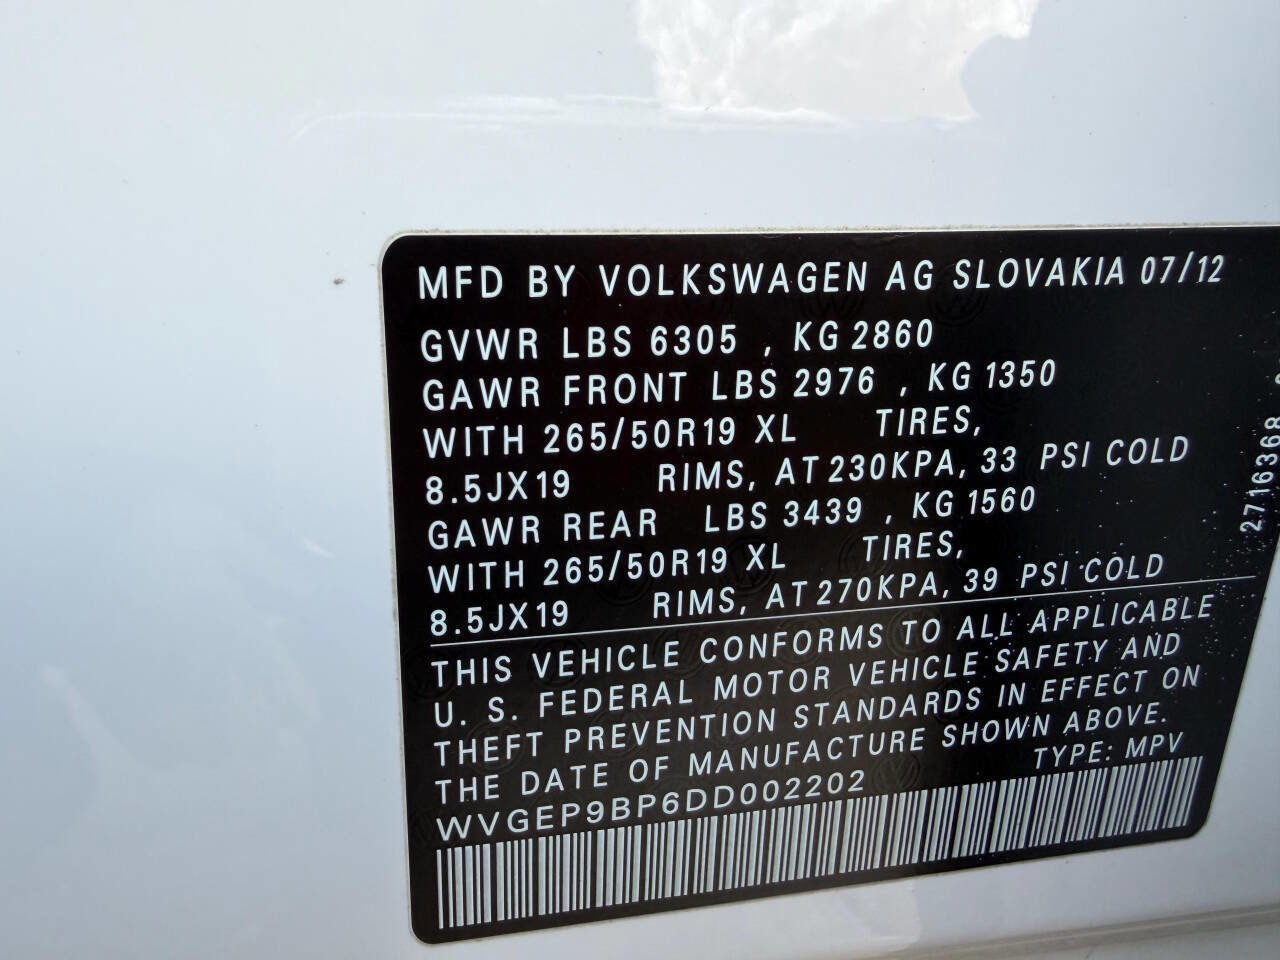 MFD BY VOLKSWAGEN AG SLOVAKIA 07/12
GVWR LBS 6305 , KG 2860
GAWR FRONT LBS 2976 , KG 1350
WITH 265/50R19 XL TIRES,
8.5JX19 RIMS, AT 230KPA, 33 PSI COLD
GAWR REAR LBS 3439 , KG 1560
WITH 265/50R19 XL TIRES,
8.5JX19 RIMS, AT 270KPA, 39 PSI COLD
THIS VEHICLE CONFORMS TO ALL APPLICABLE
U. S. FEDERAL MOTOR VEHICLE SAFETY AND
THEFT PREVENTION STANDARDS IN EFFECT ON
THE DATE OF MANUFACTURE SHOWN ABOVE.
TYPE: MPV
WVGEP9BP6DD002202
2716368